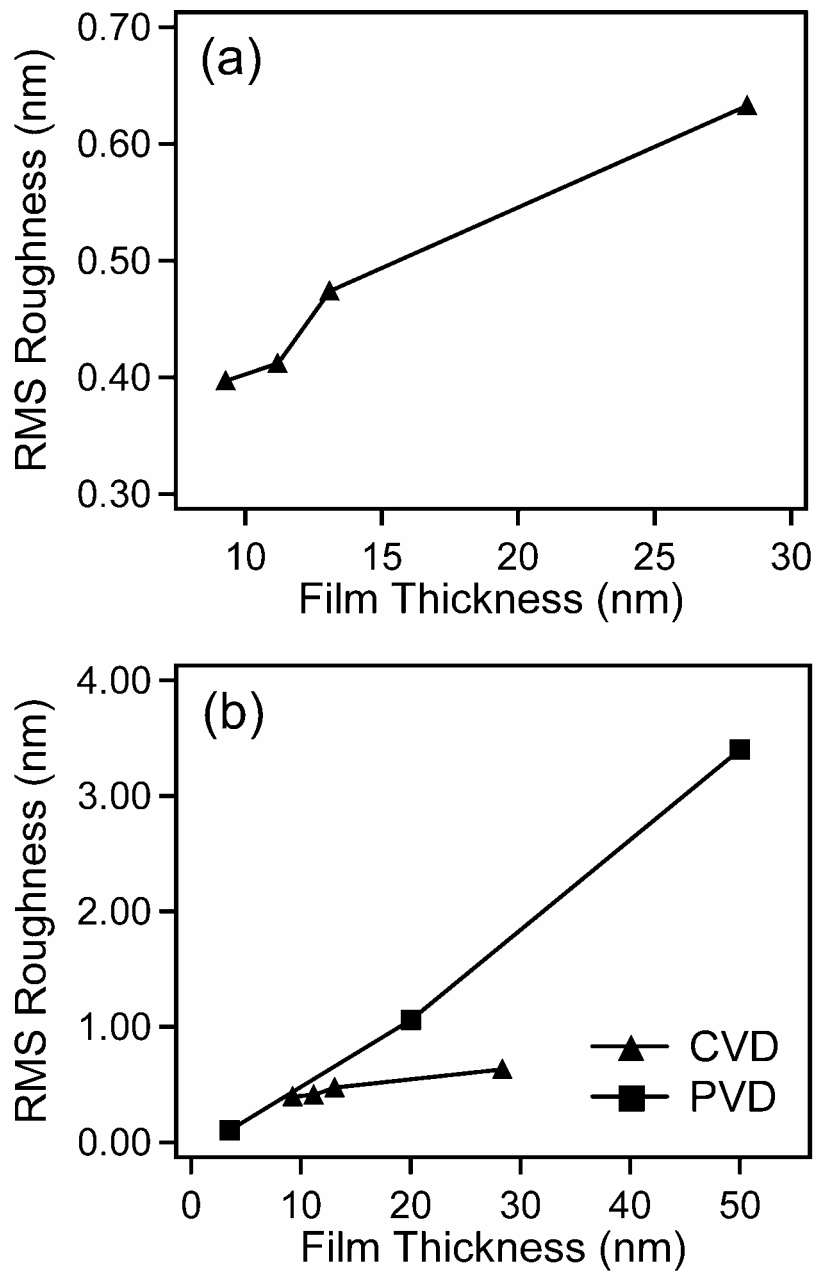 (a)
RMS Roughness (nm)
0.70
0.60
0.50
0.40
0.30
10 15 20 25 30
Film Thickness (nm)
(b)
RMS Roughness (nm)
4.00
3.00
2.00
1.00
0.00
CVD
PVD
0 10 20 30 40 50
Film Thickness (nm)